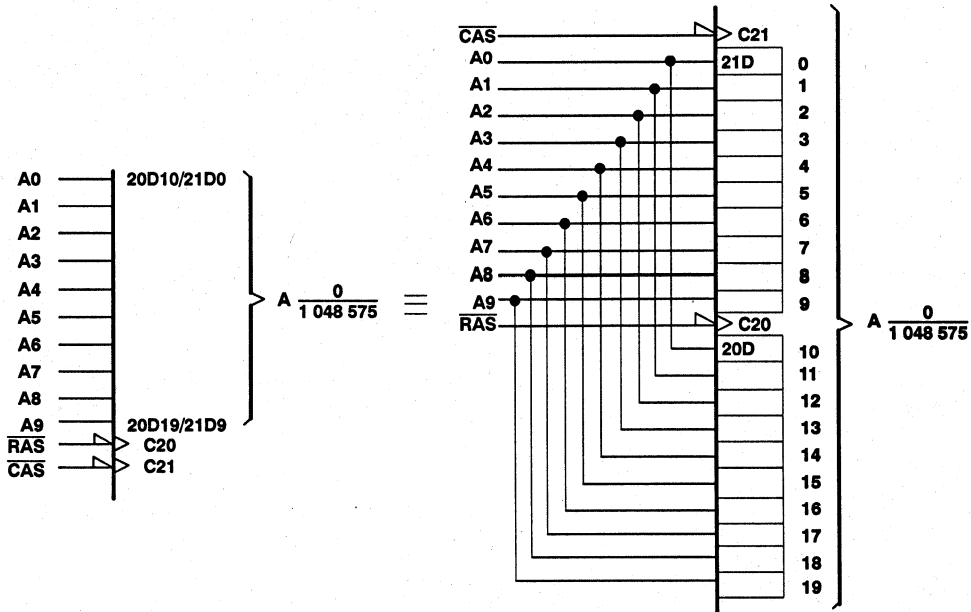 A0 20D10/21D0
A1
A2
A3
A4
A5
A6
A7
A8
A9 20D19/21D9
RAS C20
CAS C21
A 0
1 048 575
≡
CAS C21
A0 21D 0
A1 1
A2 2
A3 3
A4 4
A5 5
A6 6
A7 7
A8 8
A9 9
RAS C20
20D 10
11
12
13
14
15
16
17
18
19
A 0
1 048 575